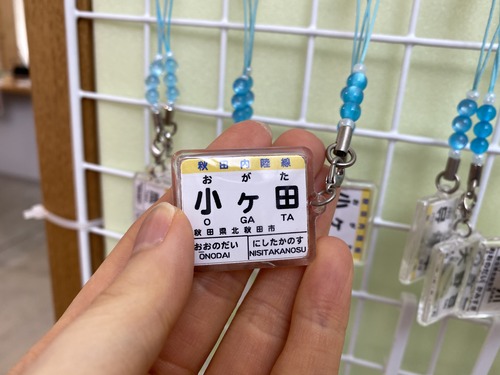 秋田内陸線
おがた
小ヶ田
O GA TA
秋田県北秋田市
おおのだい にしたかのす
ONODAI NISITAKANOSU